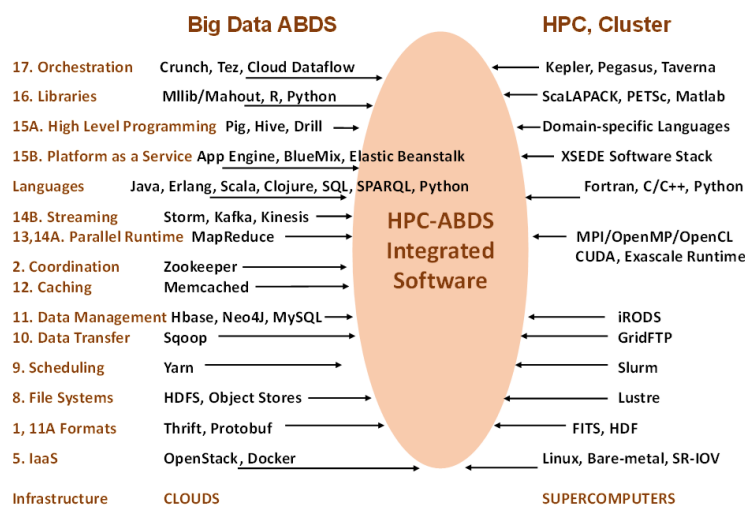 Big Data ABDS HPC, Cluster
17. Orchestration Crunch, Tez, Cloud Dataflow Kepler, Pegasus, Taverna
16. Libraries Mllib/Mahout, R, Python ScaLAPACK, PETSc, Matlab
15A. High Level Programming Pig, Hive, Drill Domain-specific Languages
15B. Platform as a Service App Engine, BlueMix, Elastic Beanstalk XSEDE Software Stack
Languages Java, Erlang, Scala, Clojure, SQL, SPARQL, Python Fortran, C/C++, Python
14B. Streaming Storm, Kafka, Kinesis
13,14A. Parallel Runtime MapReduce MPI/OpenMP/OpenCL
CUDA, Exascale Runtime
2. Coordination Zookeeper
12. Caching Memcached
HPC-ABDS
Integrated
Software
11. Data Management Hbase, Neo4J, MySQL iRODS
10. Data Transfer Sqoop GridFTP
9. Scheduling Yarn Slurm
8. File Systems HDFS, Object Stores Lustre
1, 11A Formats Thrift, Protobuf FITS, HDF
5. IaaS OpenStack, Docker Linux, Bare-metal, SR-IOV
Infrastructure CLOUDS SUPERCOMPUTERS